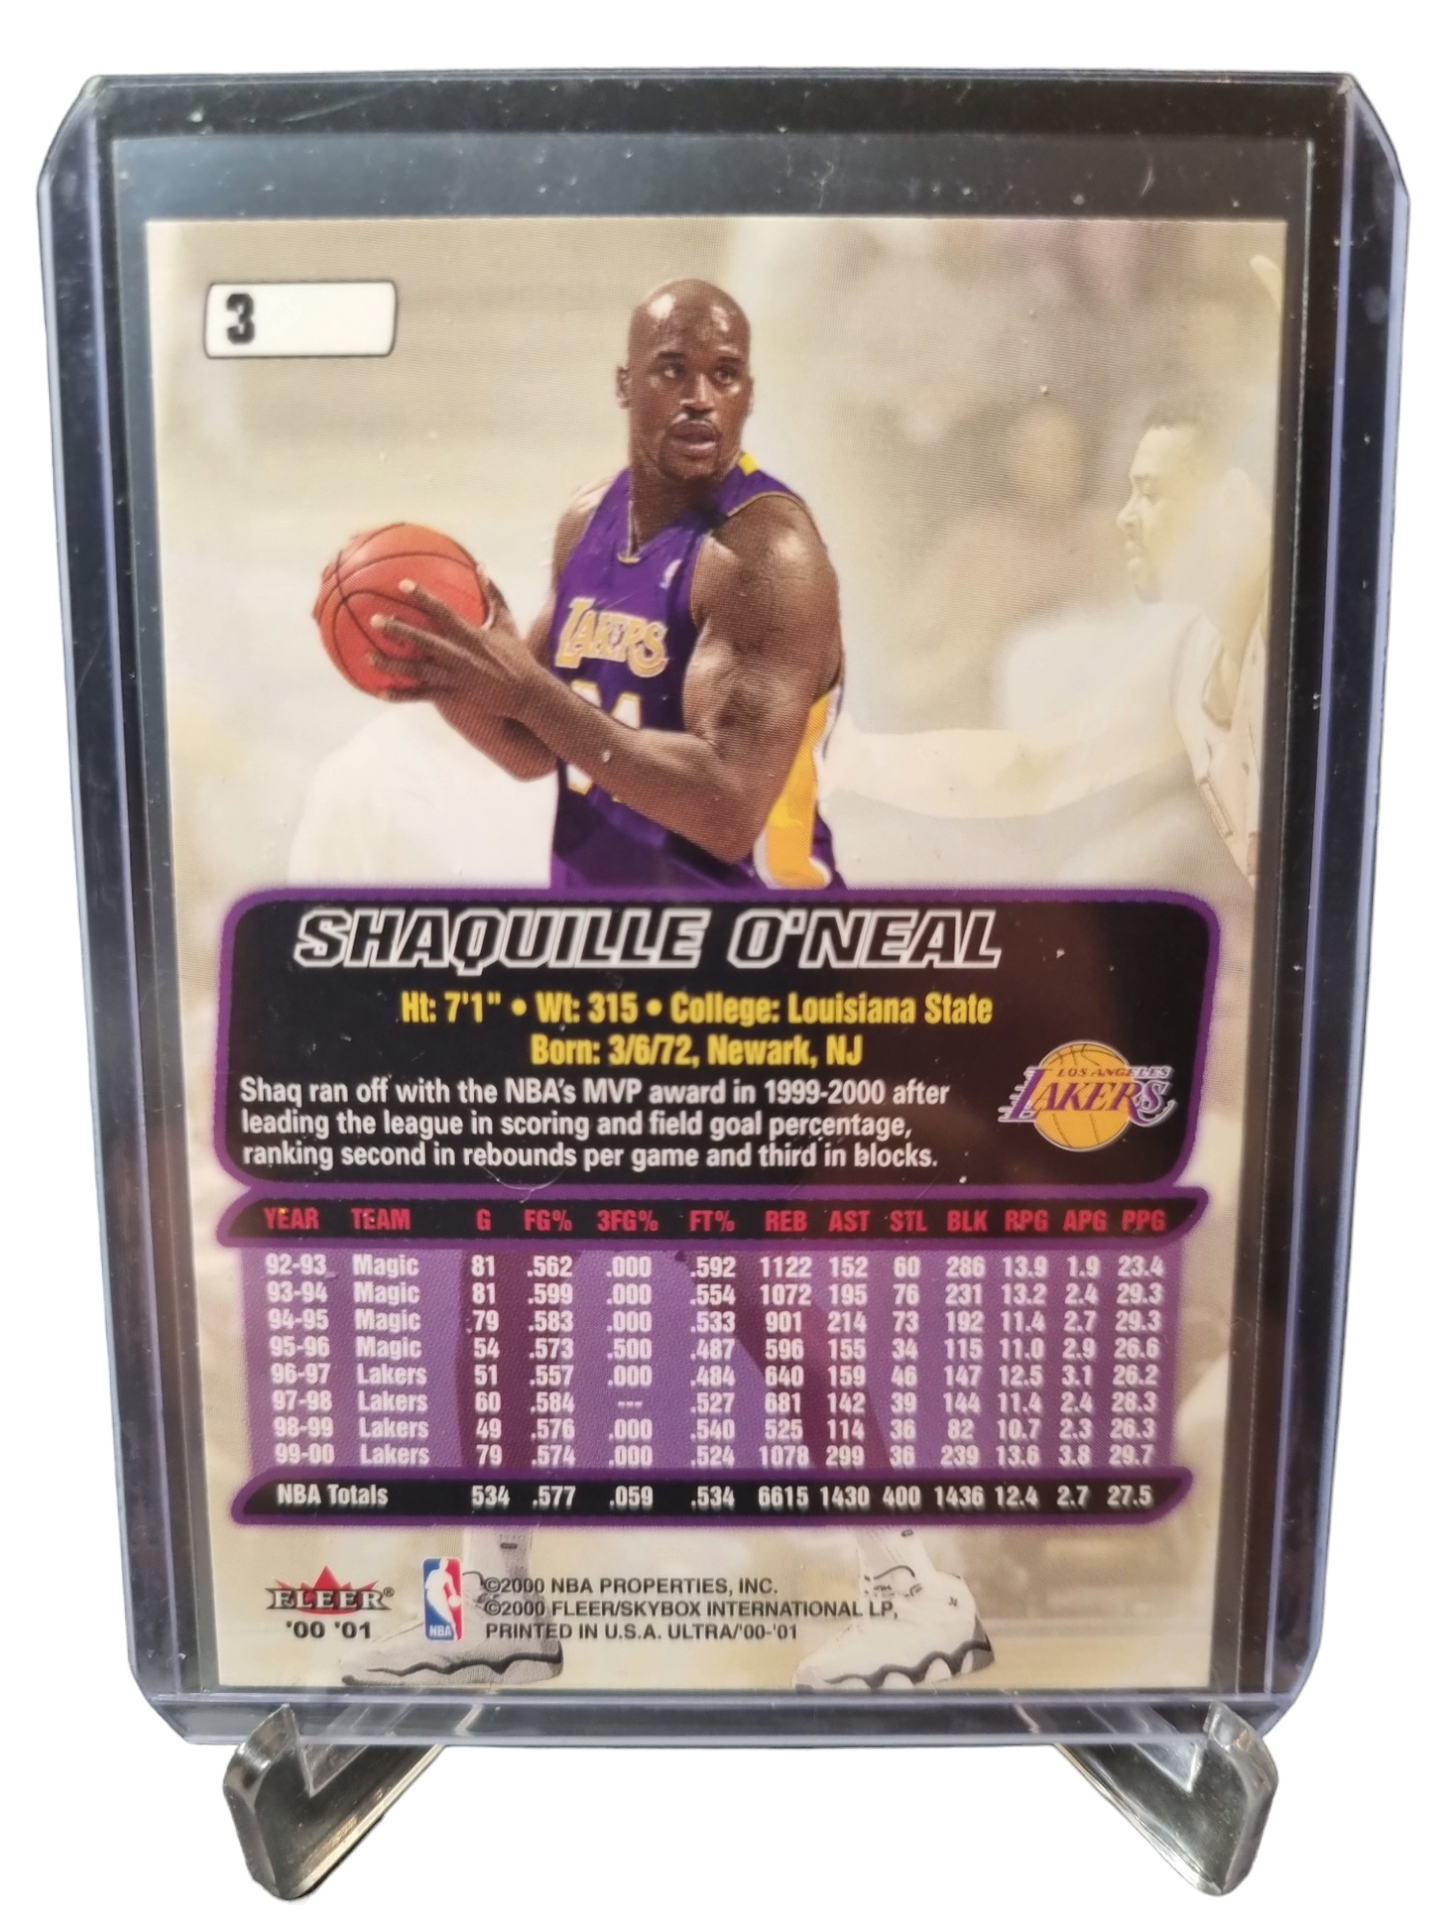 3
LAKERS
34
SHAQUILLE O'NEAL
Ht: 7'1" • Wt: 315 • College: Louisiana State
Born: 3/6/72, Newark, NJ
Shaq ran off with the NBA's MVP award in 1999-2000 after
leading the league in scoring and field goal percentage,
ranking second in rebounds per game and third in blocks.
LOS ANGELES
LAKERS
YEAR TEAM G FG% 3FG% FT% REB AST STL BLK RPG APG PPG
92-93 Magic 81 .562 .000 .592 1122 152 60 286 13.9 1.9 23.4
93-94 Magic 81 .599 .000 .554 1072 195 76 231 13.2 2.4 29.3
94-95 Magic 79 .583 .000 .533 901 214 73 192 11.4 2.7 29.3
95-96 Magic 54 .573 .500 .487 596 155 34 115 11.0 2.9 26.6
96-97 Lakers 51 .557 .000 .484 640 159 46 147 12.5 3.1 26.2
97-98 Lakers 60 .584 --- .527 681 142 39 144 11.4 2.4 28.3
98-99 Lakers 49 .576 .000 .540 525 114 36 82 10.7 2.3 26.3
99-00 Lakers 79 .574 .000 .524 1078 299 36 239 13.6 3.8 29.7
NBA Totals 534 .577 .059 .534 6615 1430 400 1436 12.4 2.7 27.5
FLEER®
'00 '01
NBA
©2000 NBA PROPERTIES, INC.
©2000 FLEER/SKYBOX INTERNATIONAL LP,
PRINTED IN U.S.A. ULTRA/'00-'01